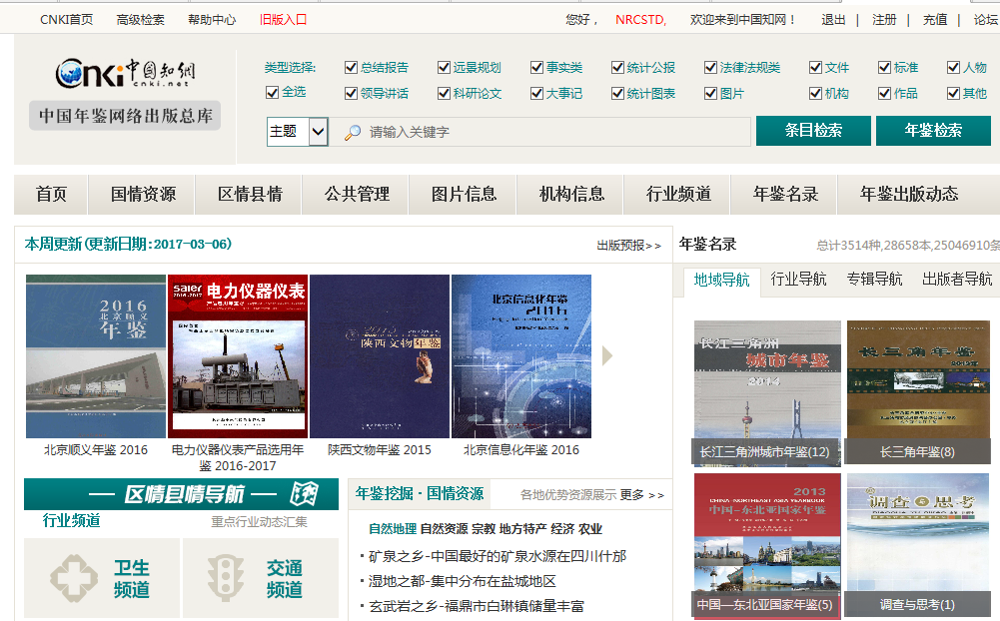 CNKI首页 高级检索 帮助中心 旧版入口 您好， NRCSTD, 欢迎来到中国知网！ 退出 | 注册 | 充值 | 论坛
Cnki 中国知网
cnki.net
中国年鉴网络出版总库
类型选择: 总结报告 远景规划 事实类 统计公报 法律法规类 文件 标准 人物
全选 领导讲话 科研论文 大事记 统计图表 图片 机构 作品 其他
主题 请输入关键字 条目检索 年鉴检索
首页 国情资源 区情县情 公共管理 图片信息 机构信息 行业频道 年鉴名录 年鉴出版动态
本周更新(更新日期:2017-03-06) 出版预报>>
2016
北京顺义
年鉴
saier
2016-2017
电力仪器仪表
2015
陕西文物年鉴
北京信息化年鉴
2016
北京顺义年鉴 2016
电力仪器仪表产品选用年鉴 2016-2017
陕西文物年鉴 2015
北京信息化年鉴 2016
年鉴名录 总计3514种,28658本,25046910条
地域导航 行业导航 专辑导航 出版者导航
长江三角洲
城市年鉴
2014
长江三角洲城市年鉴(12)
长三角年鉴
长三角年鉴(8)
2013
CHINA-NORTHEAST ASIA YEARBOOK
中国-东北亚国家年鉴
中国—东北亚国家年鉴(5)
调查与思考
调查与思考(1)
区情县情导航
行业频道 重点行业动态汇集
卫生
频道
交通
频道
年鉴挖掘·国情资源 各地优势资源展示 更多 >>
自然地理 自然资源 宗教 地方特产 经济 农业
·矿泉之乡-中国最好的矿泉水源在四川什邡
·湿地之都-集中分布在盐城地区
·玄武岩之乡-福鼎市白琳镇储量丰富